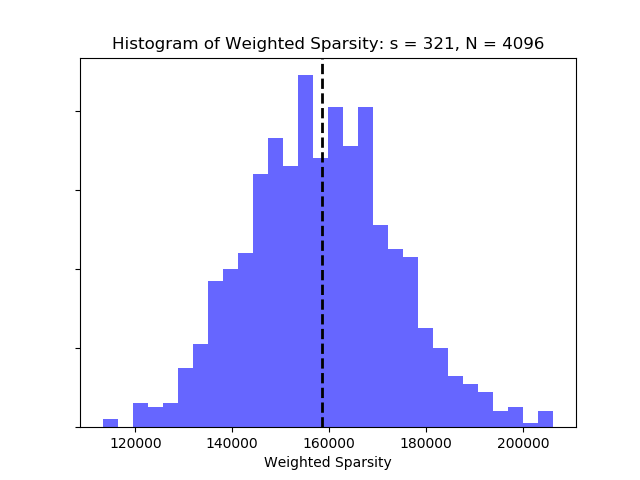 Histogram of Weighted Sparsity: s = 321, N = 4096
120000 140000 160000 180000 200000
Weighted Sparsity